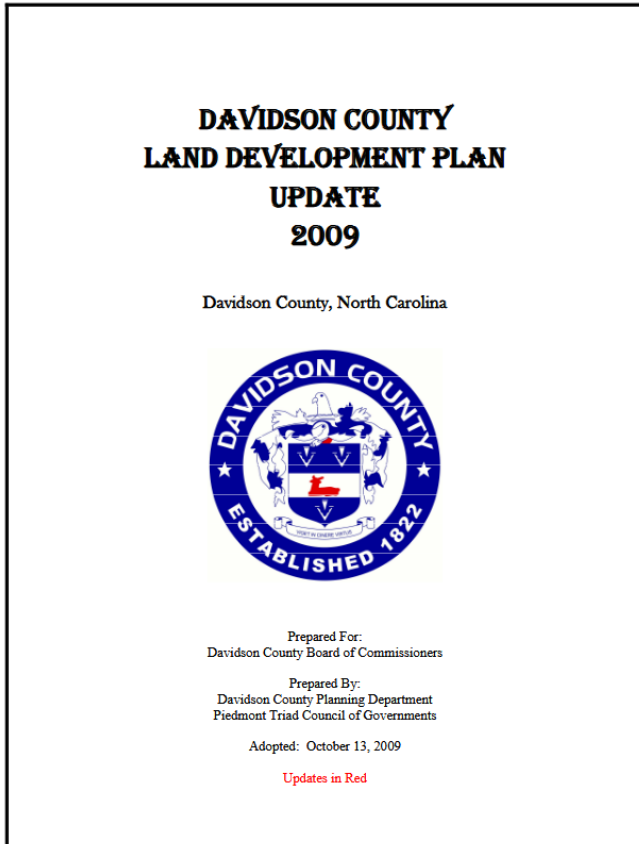 DAVIDSON COUNTY
LAND DEVELOPMENT PLAN
UPDATE
2009
Davidson County, North Carolina
DAVIDSON COUNTY
ESTABLISHED 1822
Prepared For:
Davidson County Board of Commissioners
Prepared By:
Davidson County Planning Department
Piedmont Triad Council of Governments
Adopted: October 13, 2009
Updates in Red